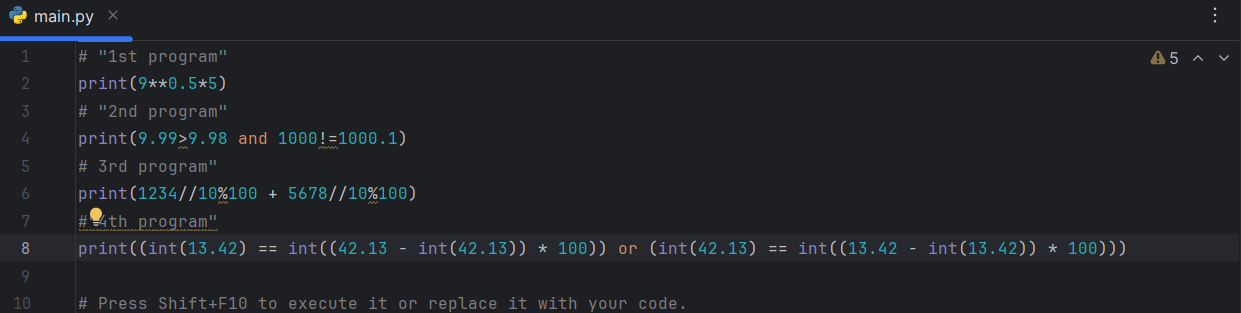 main.py
5
1 # "1st program"
2 print(9**0.5*5)
3 # "2nd program"
4 print(9.99>9.98 and 1000!=1000.1)
5 # 3rd program"
6 print(1234//10%100 + 5678//10%100)
7 #"4th program"
8 print((int(13.42) == int((42.13 - int(42.13)) * 100)) or (int(42.13) == int((13.42 - int(13.42)) * 100)))
9
10 # Press Shift+F10 to execute it or replace it with your code.